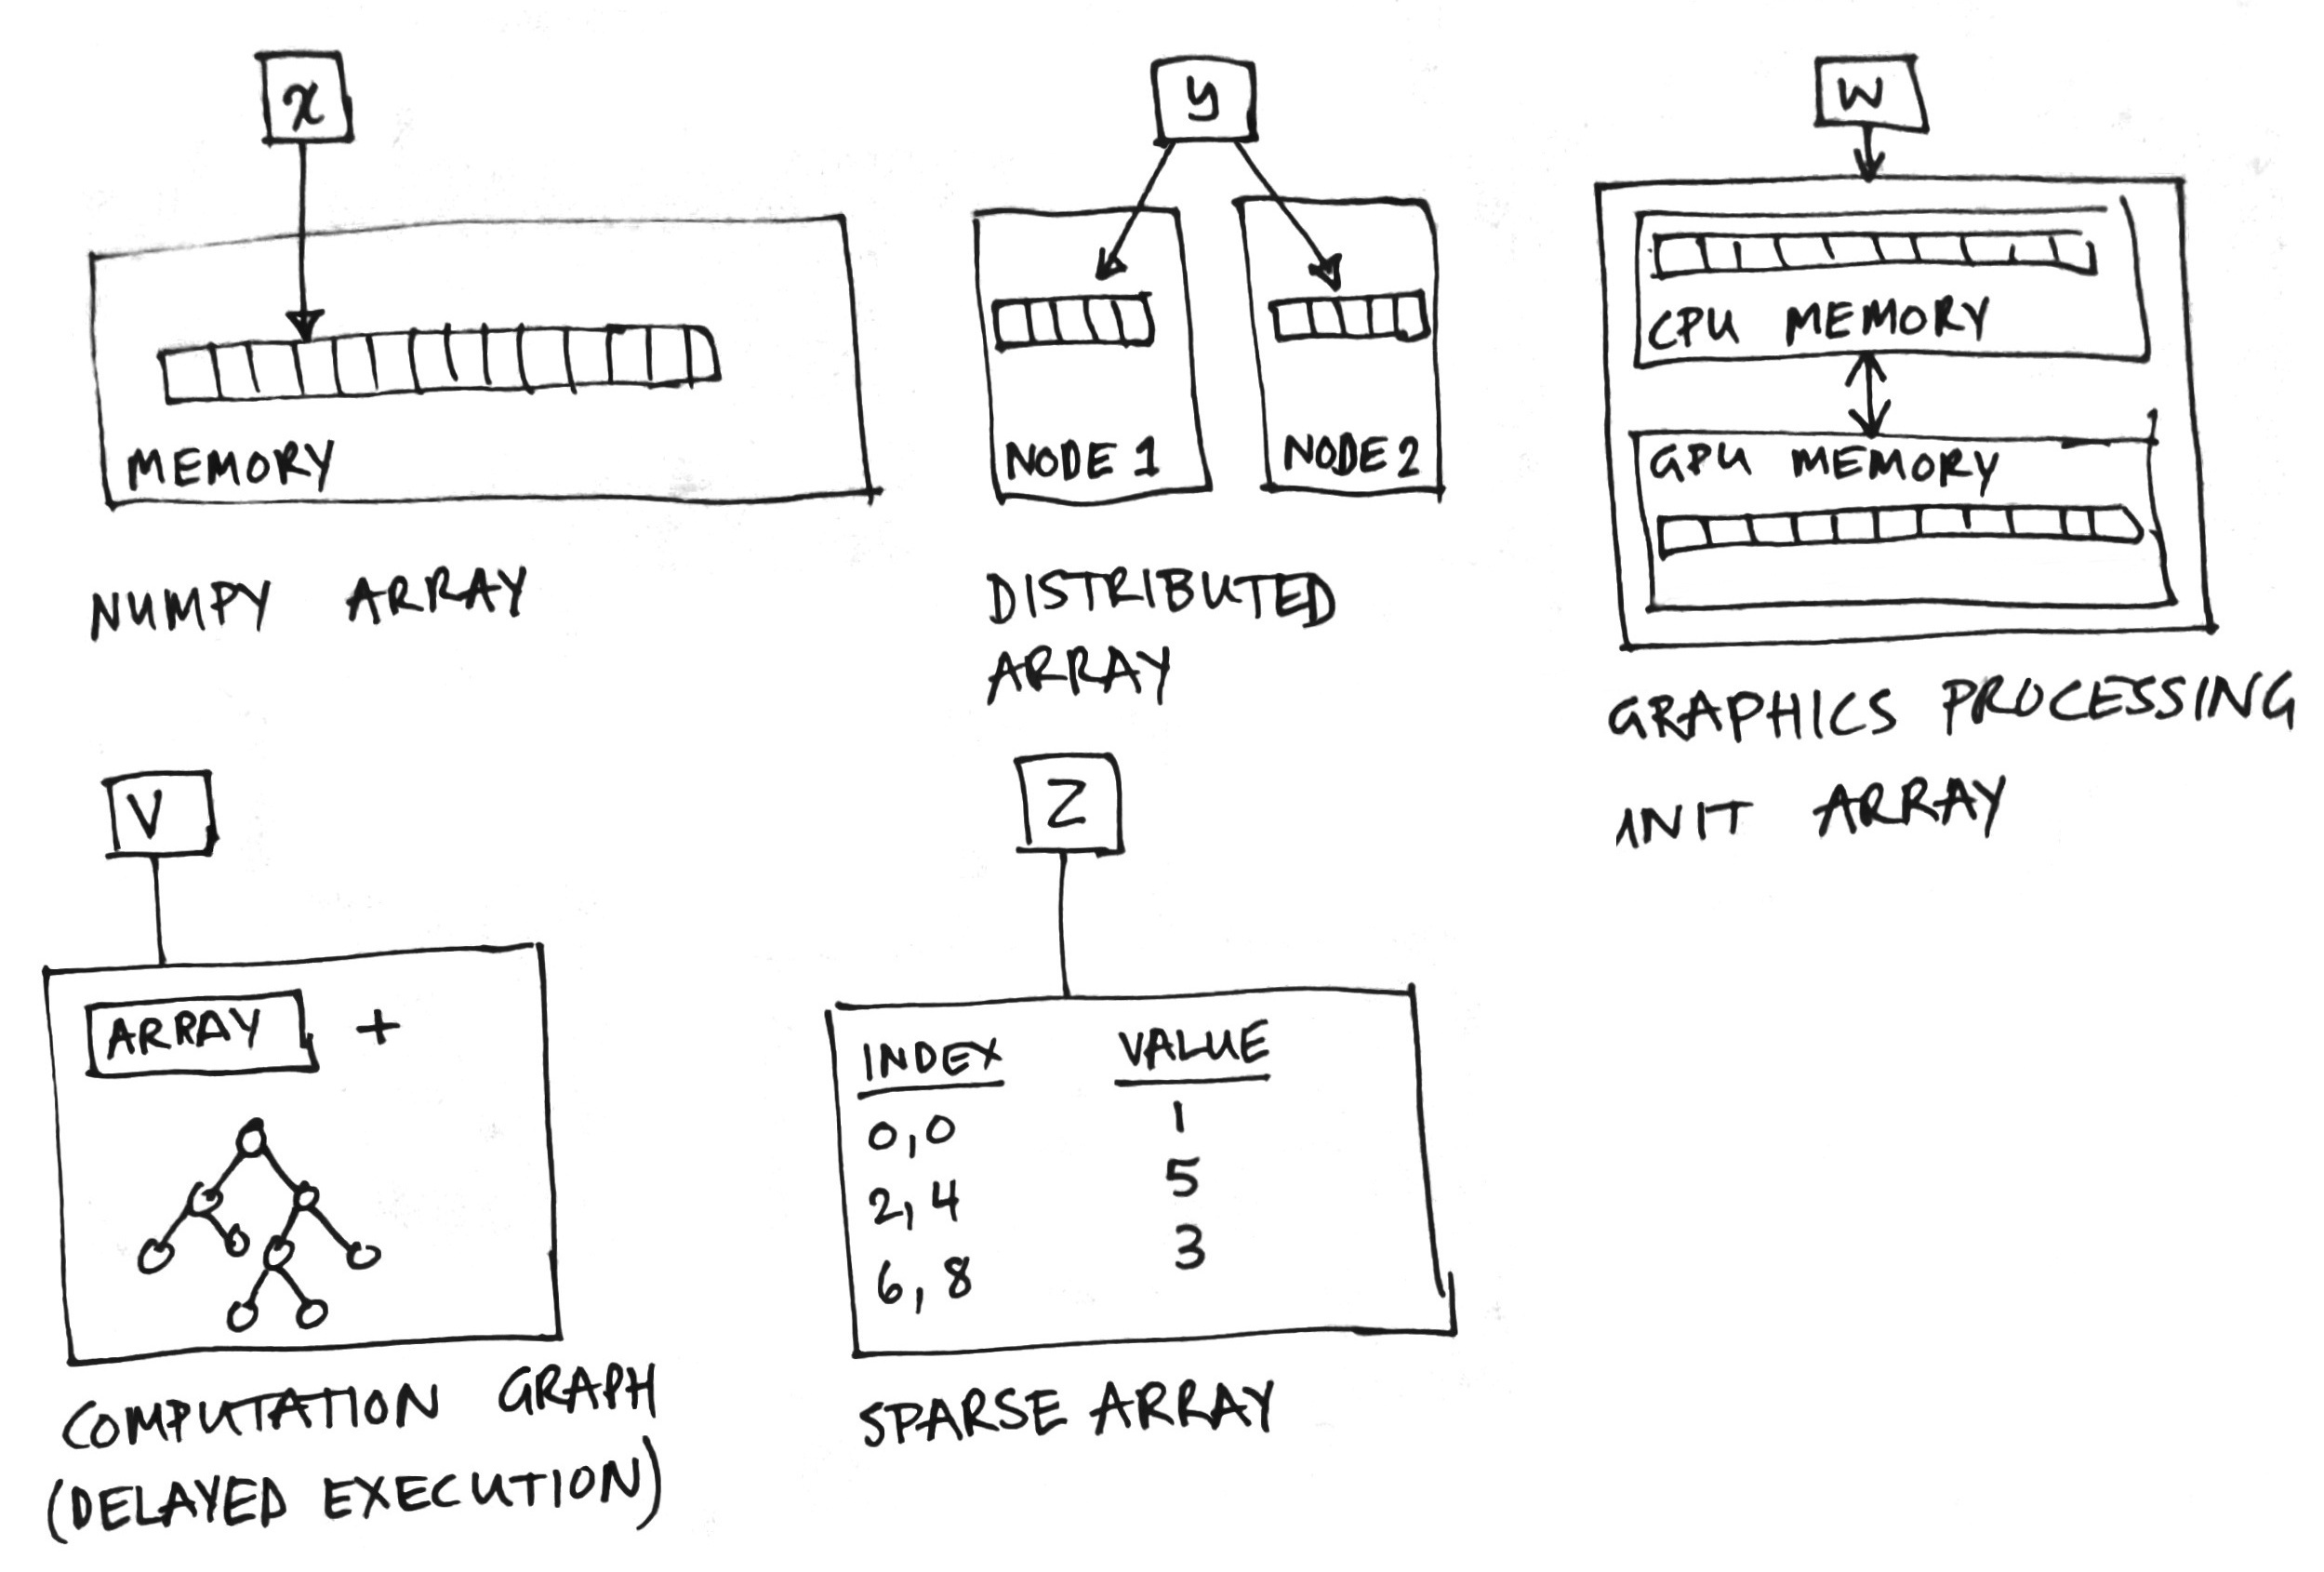 x
MEMORY
NUMPY ARRAY
y
NODE 1
NODE 2
DISTRIBUTED
ARRAY
W
CPU MEMORY
GPU MEMORY
GRAPHICS PROCESSING
UNIT ARRAY
V
ARRAY +
COMPUTATION GRAPH
(DELAYED EXECUTION)
Z
INDEX VALUE
0,0 1
2,4 5
6,8 3
SPARSE ARRAY